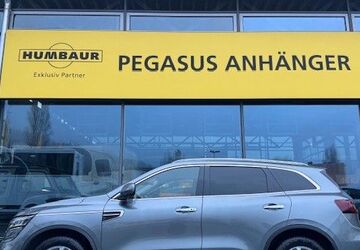 HUMBAUR
Exklusiv Partner
PEGASUS ANHÄNGER